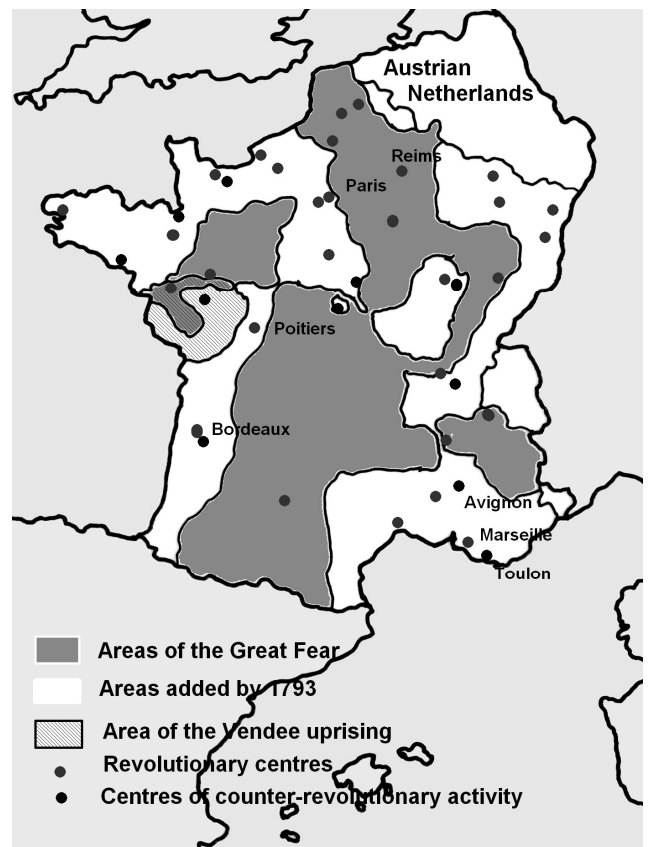 Austrian
Netherlands
Reims
Paris
Poitiers
Bordeaux
Avignon
Marseille
Toulon
Areas of the Great Fear
Areas added by 1793
Area of the Vendee uprising
Revolutionary centres
Centres of counter-revolutionary activity